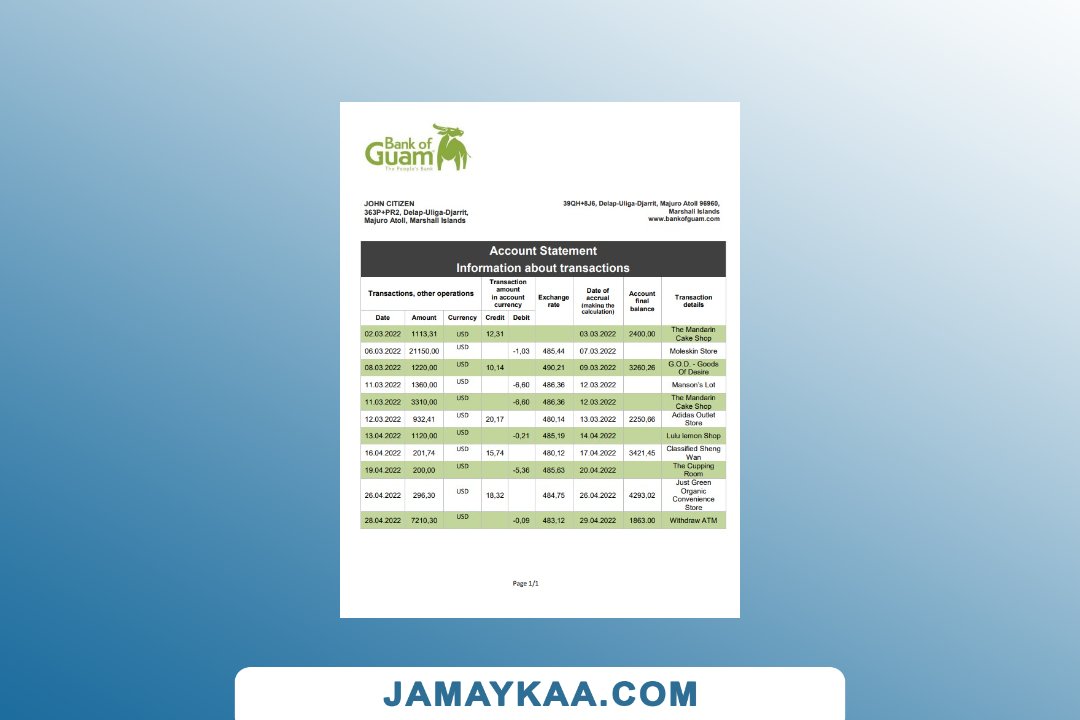 Bank of
Guam
The People's Bank
JOHN CITIZEN
363P+PR2, Delap-Uliga-Djarrit,
Majuro Atoll, Marshall Islands
39QH+8J6, Delap-Uliga-Djarrit, Majuro Atoll 96960,
Marshall Islands
www.bankofguam.com
Account Statement
Information about transactions
Transactions, other operations
Transaction
amount
in account
currency
Exchange
rate
Date of
accrual
(making the
calculation)
Account
final
balance
Transaction
details
Date Amount Currency Credit Debit
02.03.2022 1113,31 USD 12,31 03.03.2022 2400,00 The Mandarin
Cake Shop
06.03.2022 21150,00 USD -1,03 485,44 07.03.2022 Moleskin Store
08.03.2022 1220,00 USD 10,14 490,21 09.03.2022 3260,26 G.O.D. - Goods
Of Desire
11.03.2022 1360,00 USD -6,60 486,36 12.03.2022 Manson's Lot
11.03.2022 3310,00 USD -6,60 486,36 12.03.2022 The Mandarin
Cake Shop
12.03.2022 932,41 USD 20,17 480,14 13.03.2022 2250,66 Adidas Outlet
Store
13.04.2022 1120,00 USD -0,21 485,19 14.04.2022 Lulu lemon Shop
16.04.2022 201,74 USD 15,74 480,12 17.04.2022 3421,45 Classified Sheng
Wan
19.04.2022 200,00 USD -5,36 485,63 20.04.2022 The Cupping
Room
26.04.2022 296,30 USD 18,32 484,75 26.04.2022 4293,02 Just Green
Organic
Convenience
Store
28.04.2022 7210,30 USD -0,09 483,12 29.04.2022 1863.00 Withdraw ATM
Page 1/1
JAMAYKAA.COM